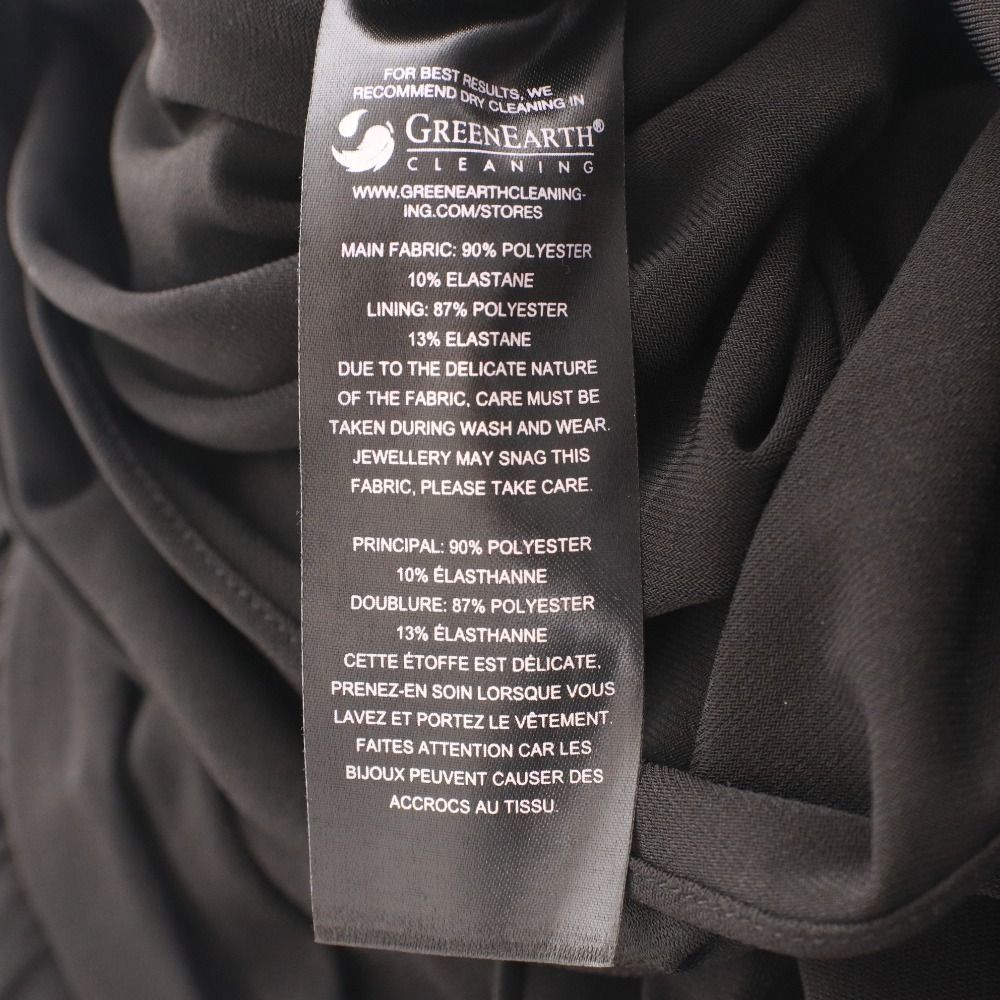 FOR BEST RESULTS, WE
RECOMMEND DRY CLEANING IN
GREENEARTH®
CLEANING
WWW.GREENEARTHCLEANING-
ING.COM/STORES
MAIN FABRIC: 90% POLYESTER
10% ELASTANE
LINING: 87% POLYESTER
13% ELASTANE
DUE TO THE DELICATE NATURE
OF THE FABRIC, CARE MUST BE
TAKEN DURING WASH AND WEAR.
JEWELLERY MAY SNAG THIS
FABRIC, PLEASE TAKE CARE.
PRINCIPAL: 90% POLYESTER
10% ÉLASTHANNE
DOUBLURE: 87% POLYESTER
13% ÉLASTHANNE
CETTE ÉTOFFE EST DÉLICATE.
PRENEZ-EN SOIN LORSQUE VOUS
LAVEZ ET PORTEZ LE VÊTEMENT.
FAITES ATTENTION CAR LES
BIJOUX PEUVENT CAUSER DES
ACCROCS AU TISSU.